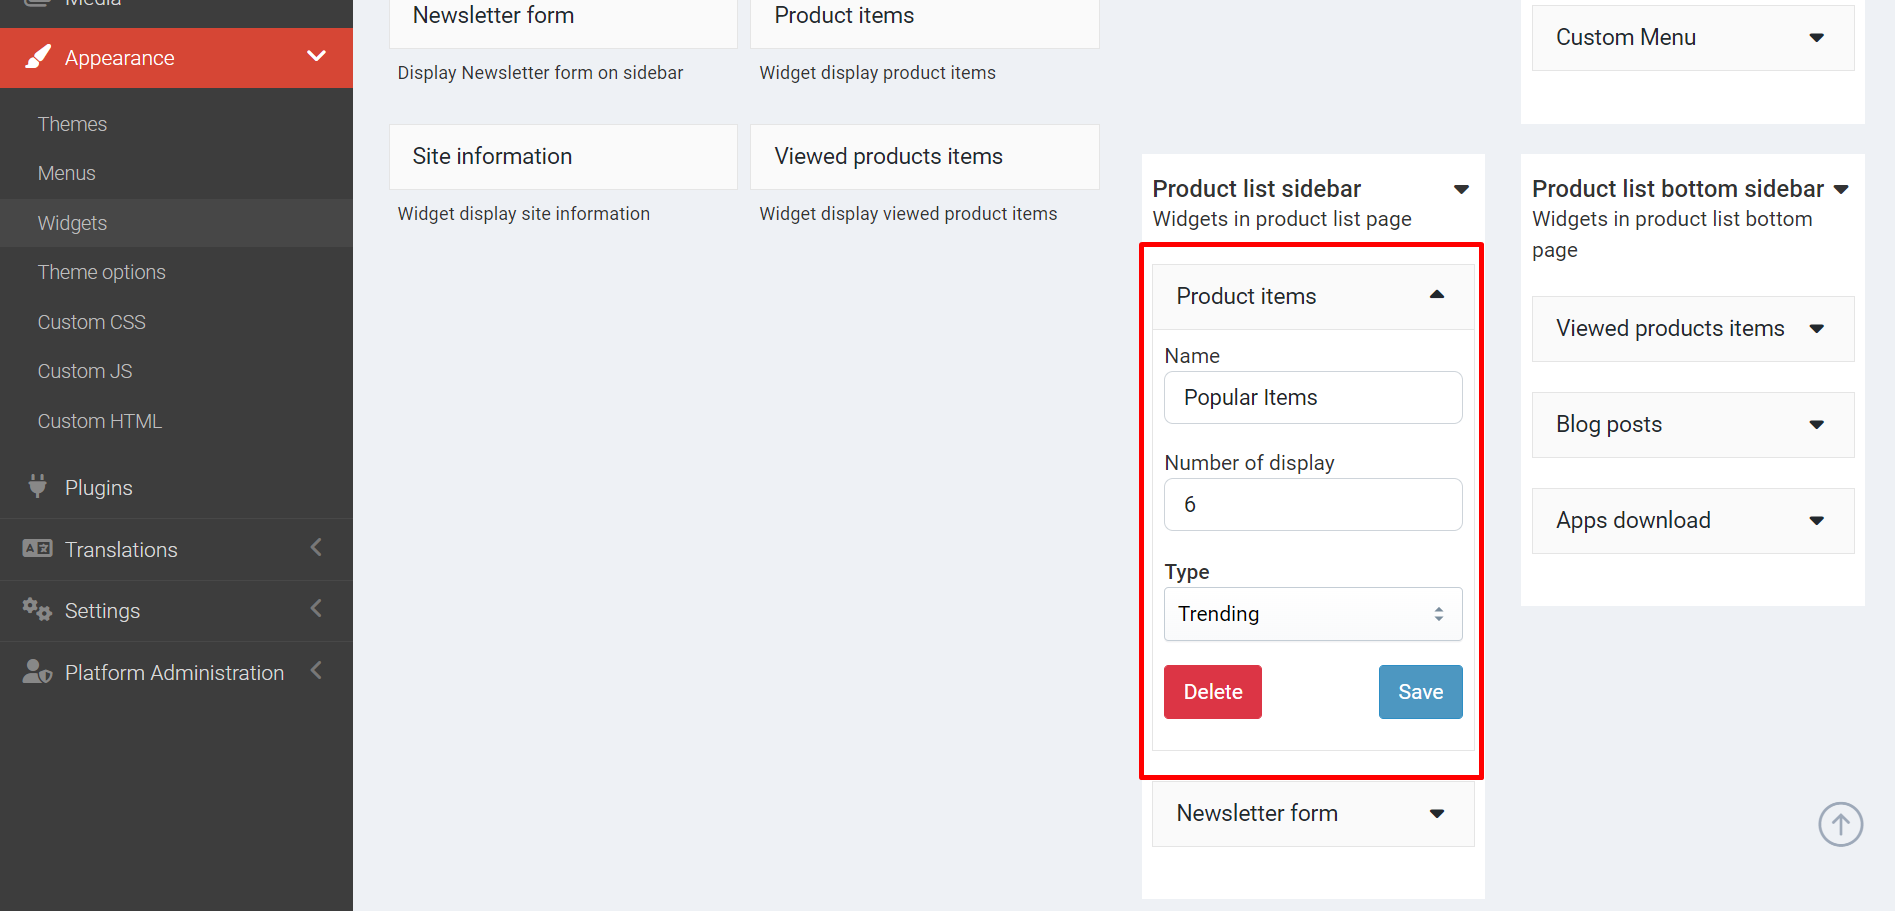 Media
Appearance
Themes
Menus
Widgets
Theme options
Custom CSS
Custom JS
Custom HTML
Plugins
Translations
Settings
Platform Administration
Newsletter form
Display Newsletter form on sidebar
Product items
Widget display product items
Site information
Widget display site information
Viewed products items
Widget display viewed product items
Product list sidebar
Widgets in product list page
Product items
Name
Popular Items
Number of display
6
Type
Trending
Delete
Save
Newsletter form
Custom Menu
Product list bottom sidebar
Widgets in product list bottom
page
Viewed products items
Blog posts
Apps download